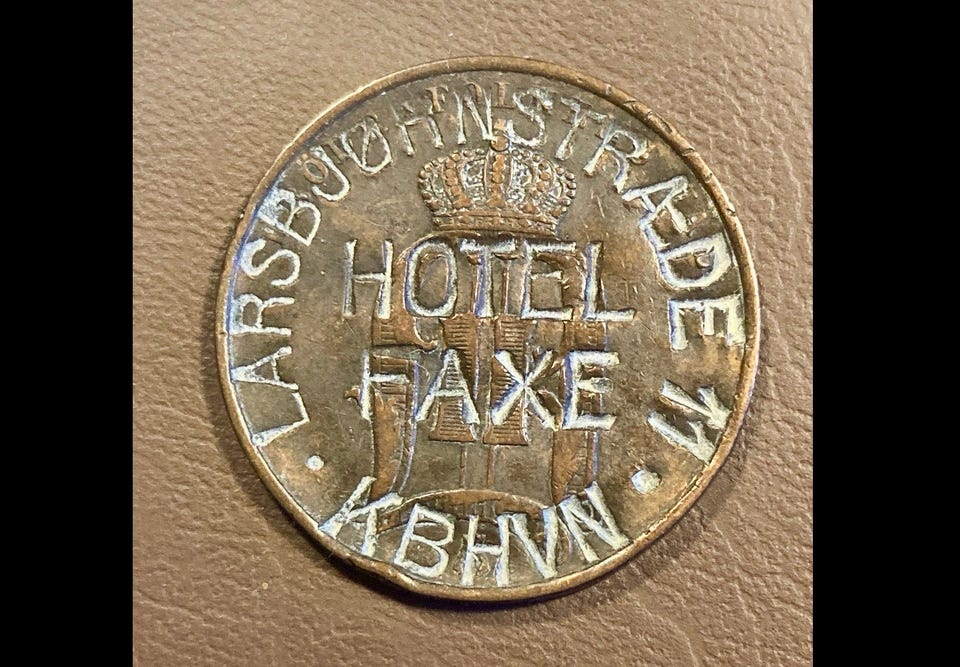 LARSBJØRNSTRÆDE 11
HOTEL
FAXE
· KBHVN ·